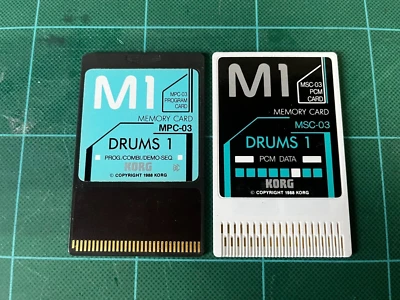 M1
MPC-03
PROGRAM
CARD
MEMORY CARD
MPC-03
DRUMS 1
PROG./COMBI./DEMO-SEQ
KORG
© COPYRIGHT 1988 KORG
M1
MSC-03
PCM
CARD
MEMORY CARD
MSC-03
DRUMS 1
PCM DATA
KORG
© COPYRIGHT 1988 KORG